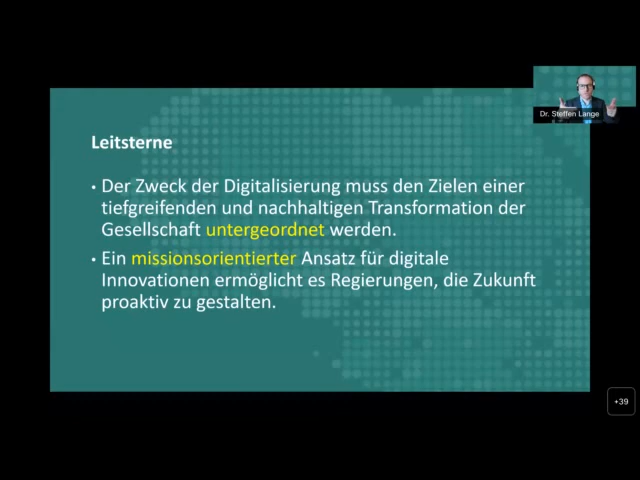 Dr. Steffen Lange
Leitsterne
• Der Zweck der Digitalisierung muss den Zielen einer
tiefgreifenden und nachhaltigen Transformation der
Gesellschaft untergeordnet werden.
• Ein missionsorientierter Ansatz für digitale
Innovationen ermöglicht es Regierungen, die Zukunft
proaktiv zu gestalten.
+39